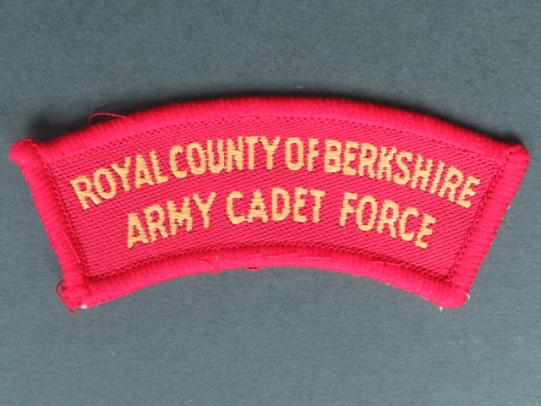 ROYAL COUNTY OF BERKSHIRE
ARMY CADET FORCE